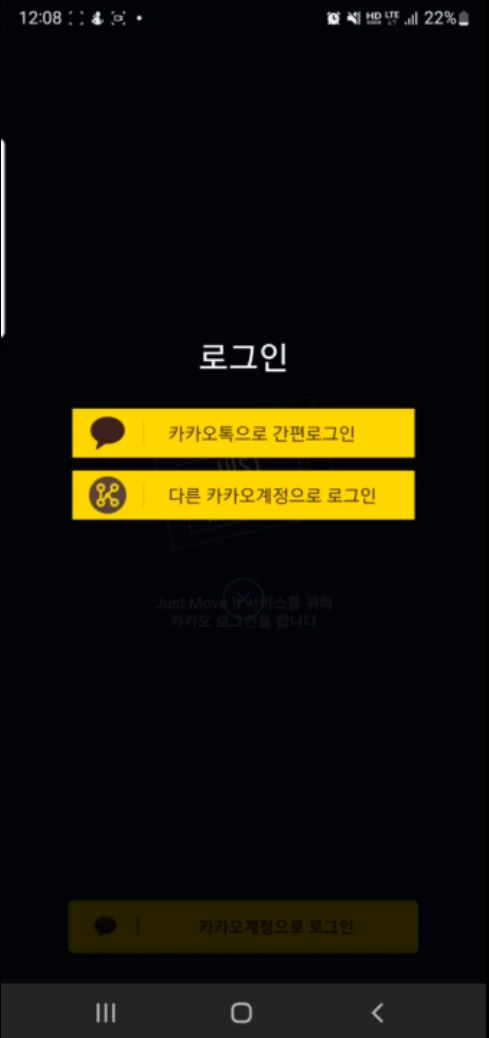 12:08
HD LTE 22%
로그인
카카오톡으로 간편로그인
JUST
다른 카카오계정으로 로그인
Just Move It 서비스를 위해
카카오 로그인을 합니다
카카오계정으로 로그인